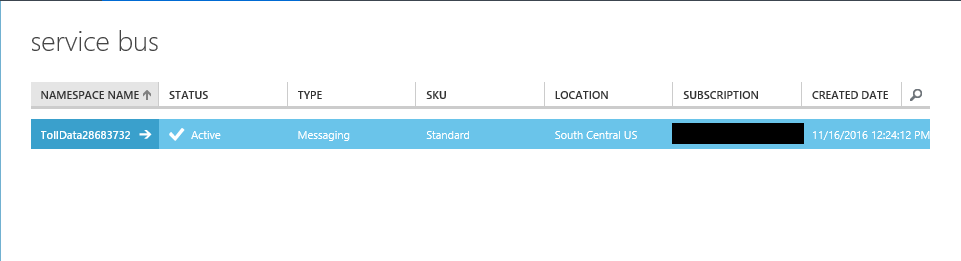 service bus
NAMESPACE NAME STATUS TYPE SKU LOCATION SUBSCRIPTION CREATED DATE
TollData28683732 Active Messaging Standard South Central US 11/16/2016 12:24:12 PM